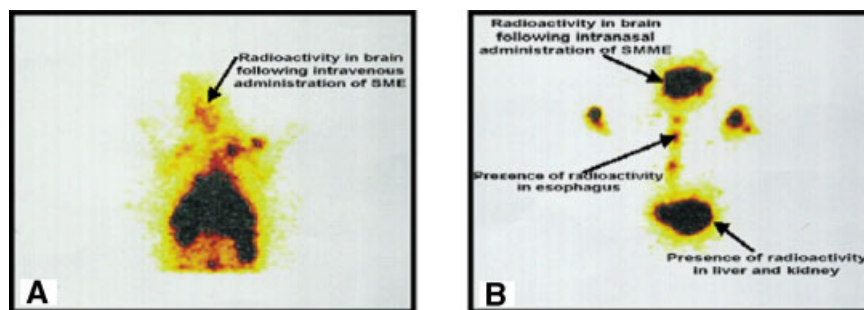 Radioactivity in brain
following intravenous
administration of SME
A
Radioactivity in brain
following intranasal
administration of SMME
Presence of radioactivity
in esophagus
Presence of radioactivity
in liver and kidney
B